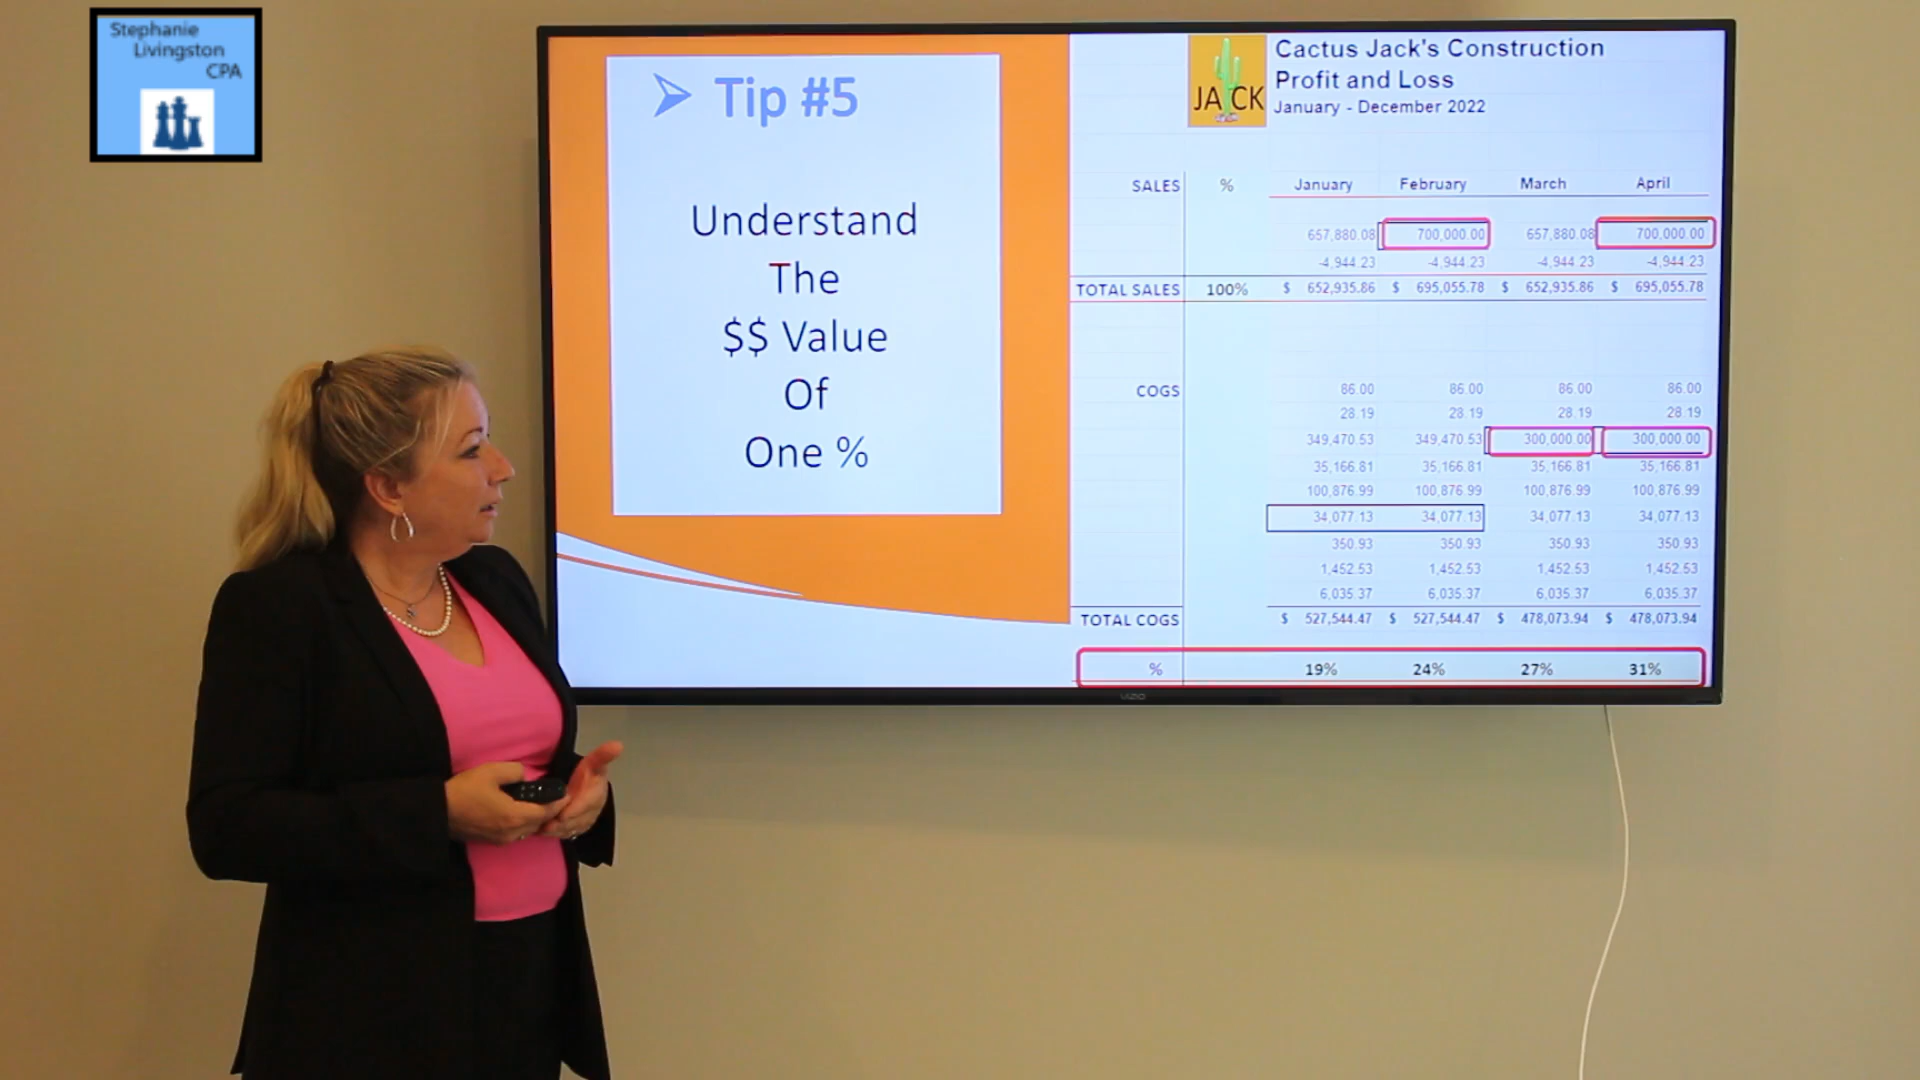 Stephanie
Livingston
CPA
➢ Tip #5
Understand
The
$$ Value
Of
One %
JACK
Cactus Jack's Construction
Profit and Loss
January - December 2022
SALES % January February March April
657,880.08 700,000.00 657,880.08 700,000.00
-4,944.23 -4,944.23 -4,944.23 -4,944.23
TOTAL SALES 100% $ 652,935.86 $ 695,055.78 $ 652,935.86 $ 695,055.78
COGS 86.00 86.00 86.00 86.00
28.19 28.19 28.19 28.19
349,470.53 349,470.53 300,000.00 300,000.00
35,166.81 35,166.81 35,166.81 35,166.81
100,876.99 100,876.99 100,876.99 100,876.99
34,077.13 34,077.13 34,077.13 34,077.13
350.93 350.93 350.93 350.93
1,452.53 1,452.53 1,452.53 1,452.53
6,035.37 6,035.37 6,035.37 6,035.37
TOTAL COGS $ 527,544.47 $ 527,544.47 $ 478,073.94 $ 478,073.94
% 19% 24% 27% 31%
VIZIO